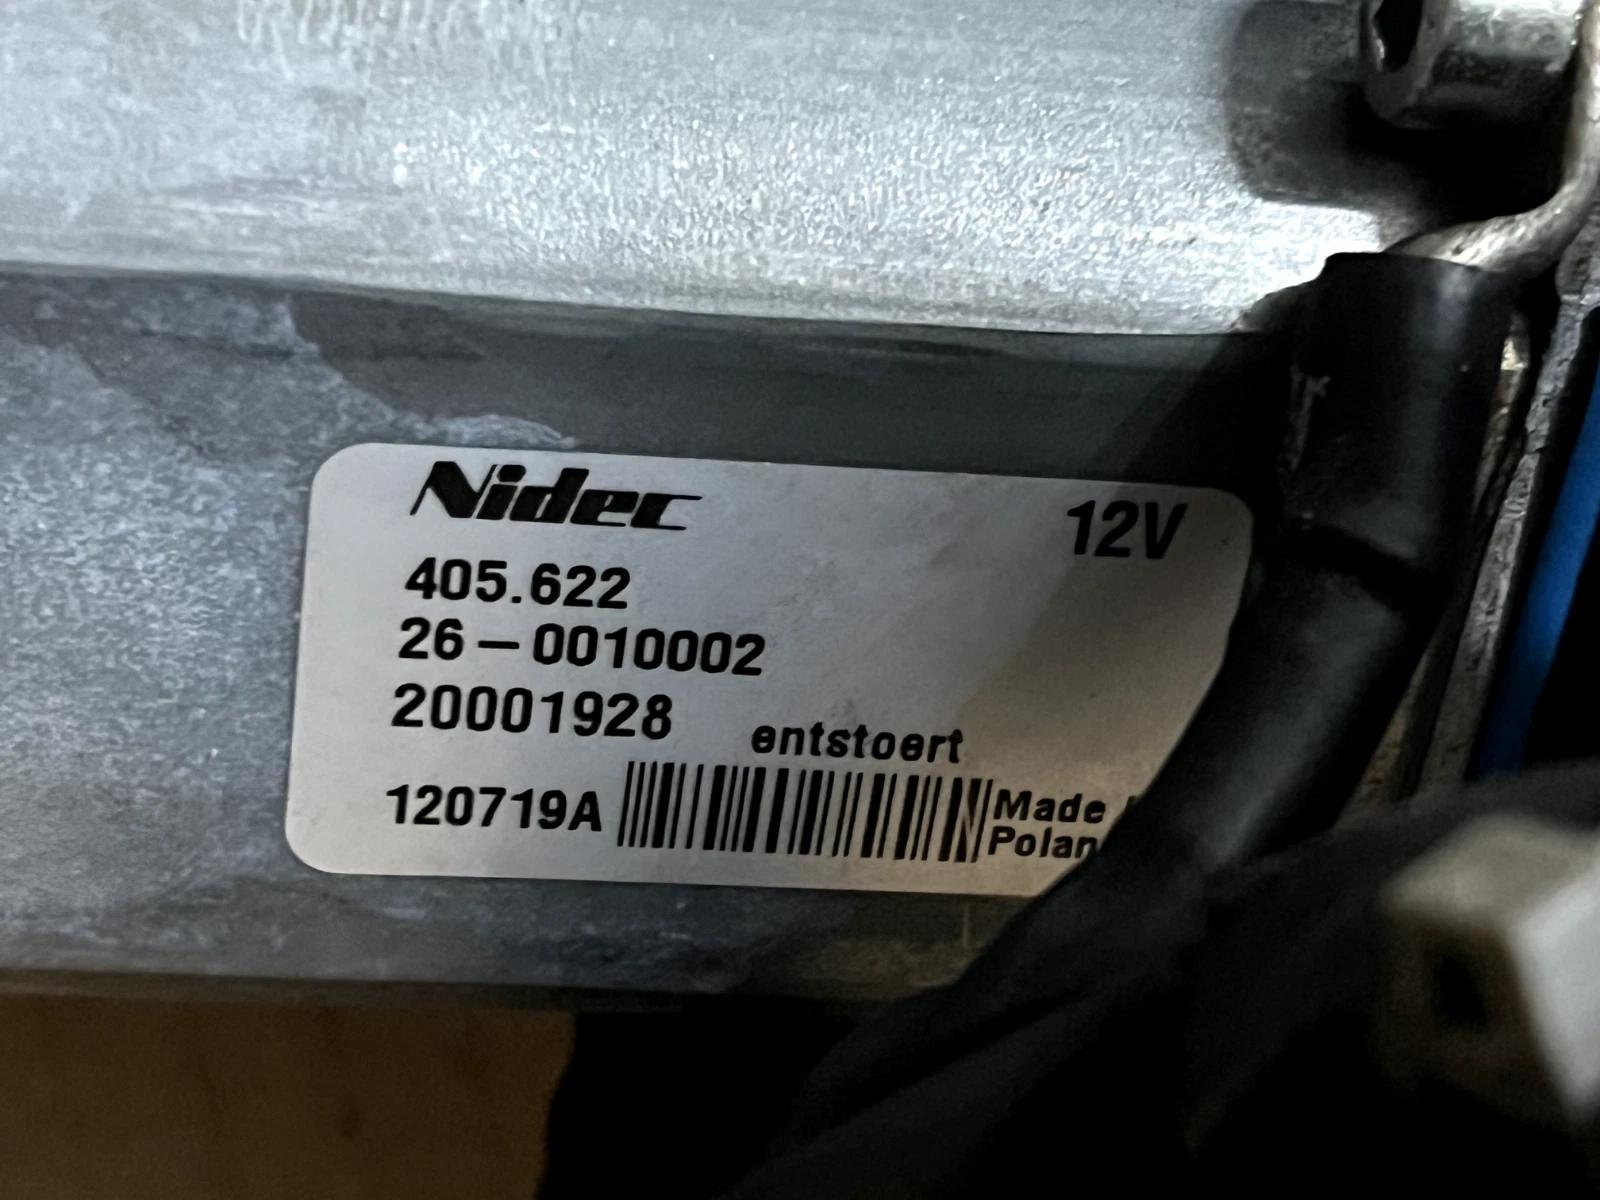 Nidec
12V
405.622
26-0010002
20001928
entstoert
120719A
Made
Polan